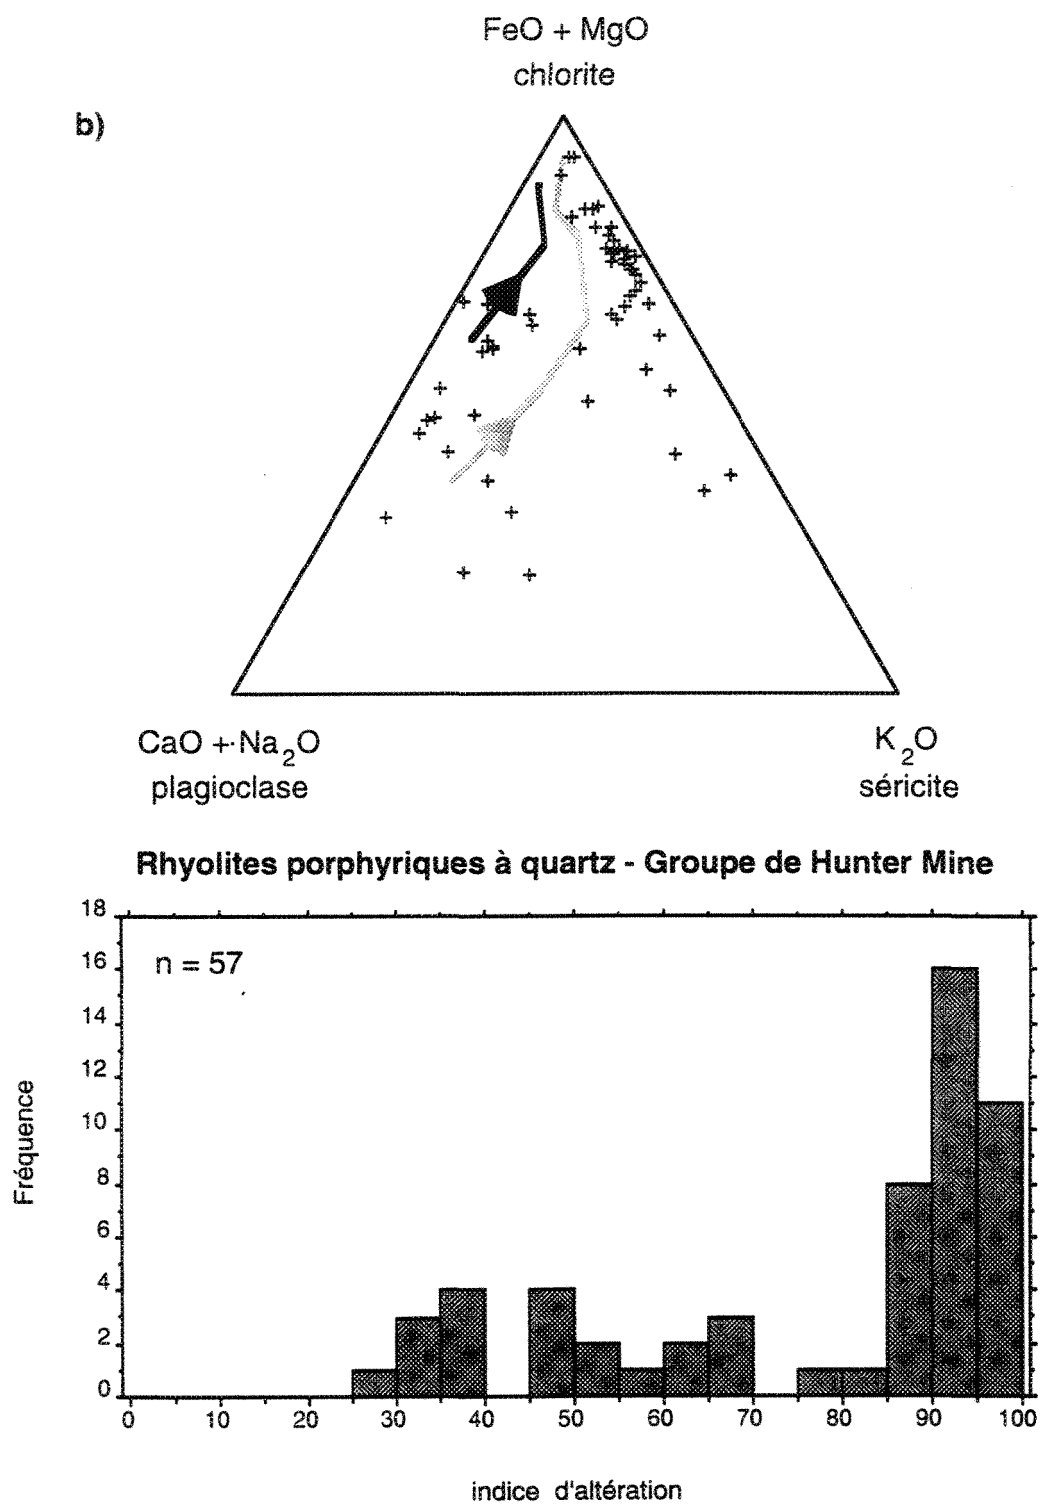 FeO + MgO
chlorite
b)
CaO + Na2O
plagioclase
K2O
séricite
Rhyolites porphyriques à quartz - Groupe de Hunter Mine
18
16
14
12
10
8
6
4
2
0
n = 57
Fréquence
0 10 20 30 40 50 60 70 80 90 100
indice d'altération